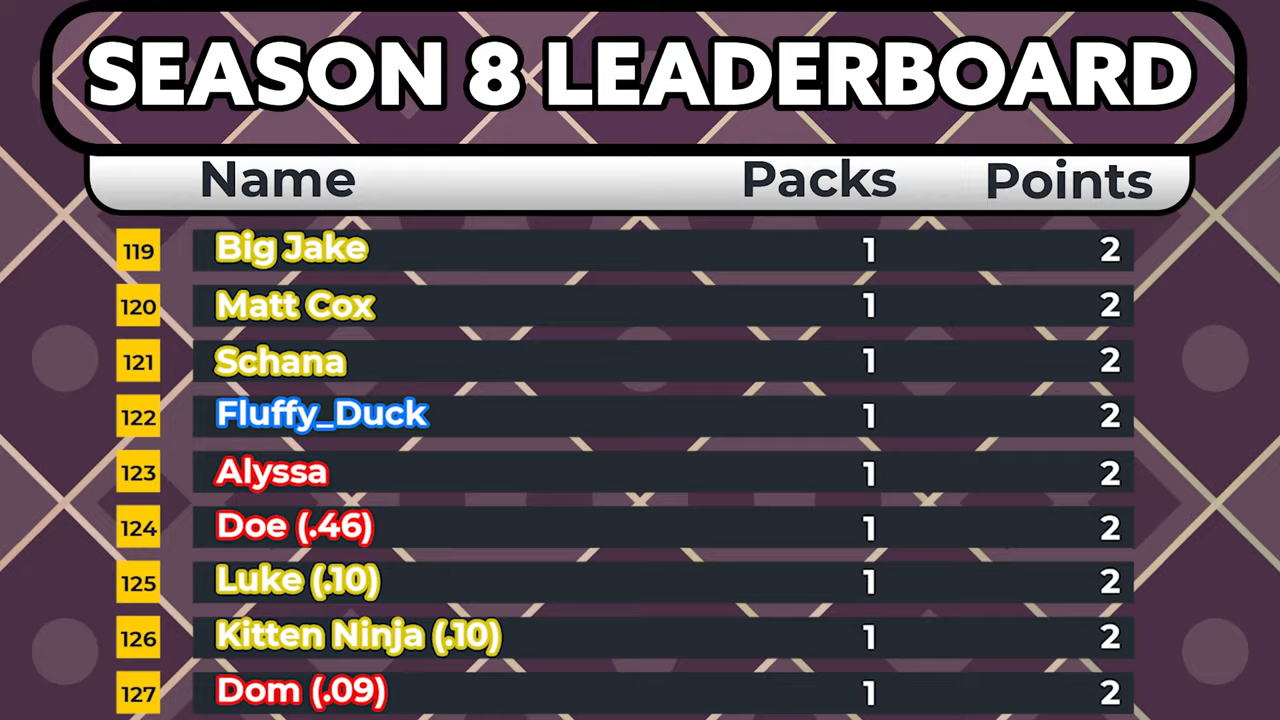 SEASON 8 LEADERBOARD
Name Packs Points
119 Big Jake 1 2
120 Matt Cox 1 2
121 Schana 1 2
122 Fluffy_Duck 1 2
123 Alyssa 1 2
124 Doe (.46) 1 2
125 Luke (.10) 1 2
126 Kitten Ninja (.10) 1 2
127 Dom (.09) 1 2